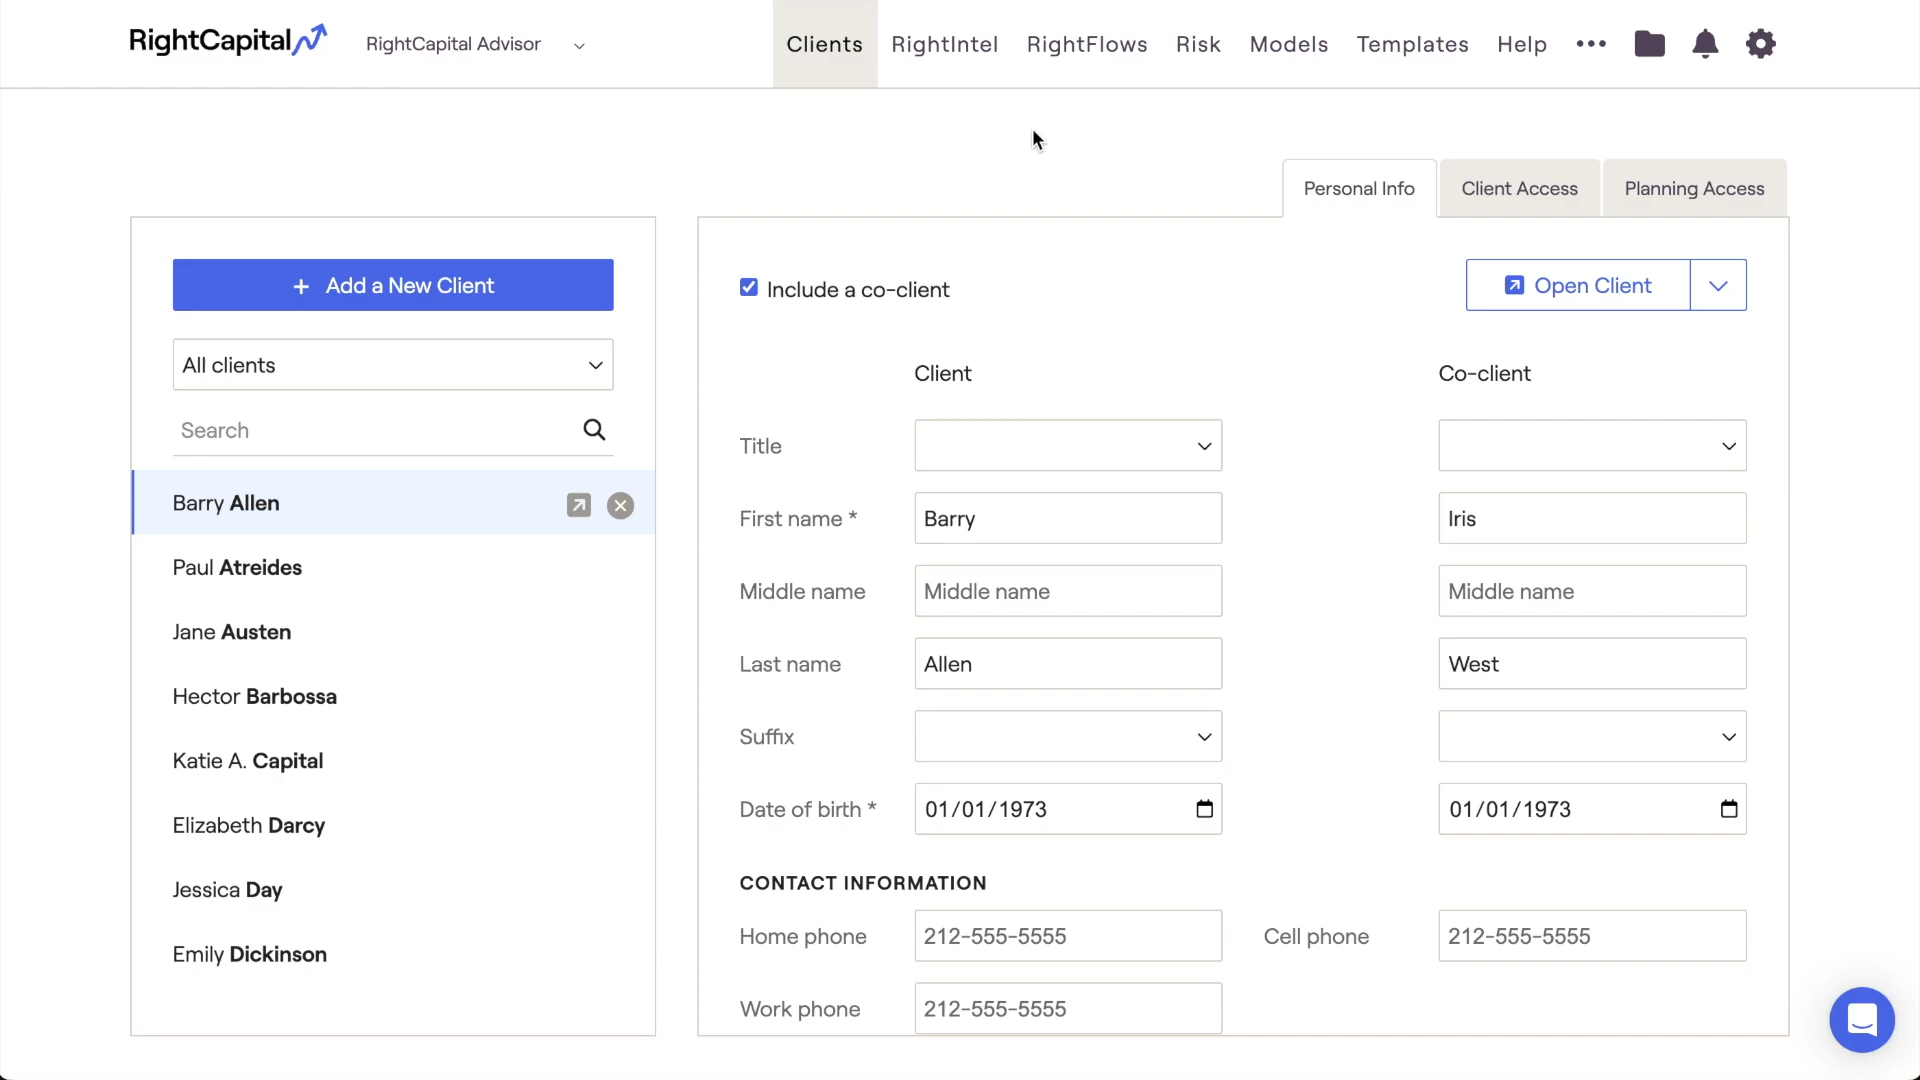 RightCapital
RightCapital Advisor
Clients RightIntel RightFlows Risk Models Templates Help
Personal Info Client Access Planning Access
+ Add a New Client
All clients
Search
Barry Allen
Paul Atreides
Jane Austen
Hector Barbossa
Katie A. Capital
Elizabeth Darcy
Jessica Day
Emily Dickinson
Include a co-client
Open Client
Client Co-client
Title
First name * Barry Iris
Middle name Middle name Middle name
Last name Allen West
Suffix
Date of birth * 01/01/1973 01/01/1973
CONTACT INFORMATION
Home phone 212-555-5555 Cell phone 212-555-5555
Work phone 212-555-5555